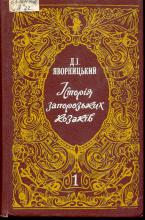 Д.І.
ЯВОРНИЦЬКИЙ
Історія
запорозьких
козаків
1